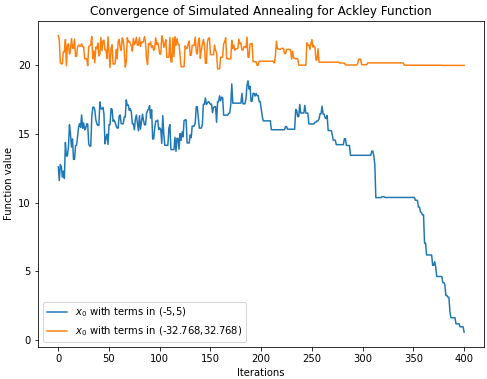 Convergence of Simulated Annealing for Ackley Function
Function value
20
15
10
5
0
x₀ with terms in (-5,5)
x₀ with terms in (-32.768,32.768)
0 50 100 150 200 250 300 350 400
Iterations